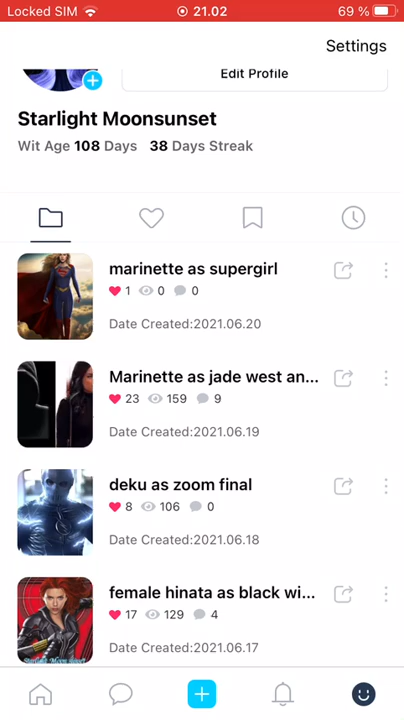 Locked SIM 21.02 69 %
Settings
Edit Profile
Starlight Moonsunset
Wit Age 108 Days 38 Days Streak
marinette as supergirl
1 0 0
Date Created:2021.06.20
Marinette as jade west an...
23 159 9
Date Created:2021.06.19
deku as zoom final
8 106 0
Date Created:2021.06.18
female hinata as black wi...
17 129 4
Date Created:2021.06.17
Starlight Moon sunset